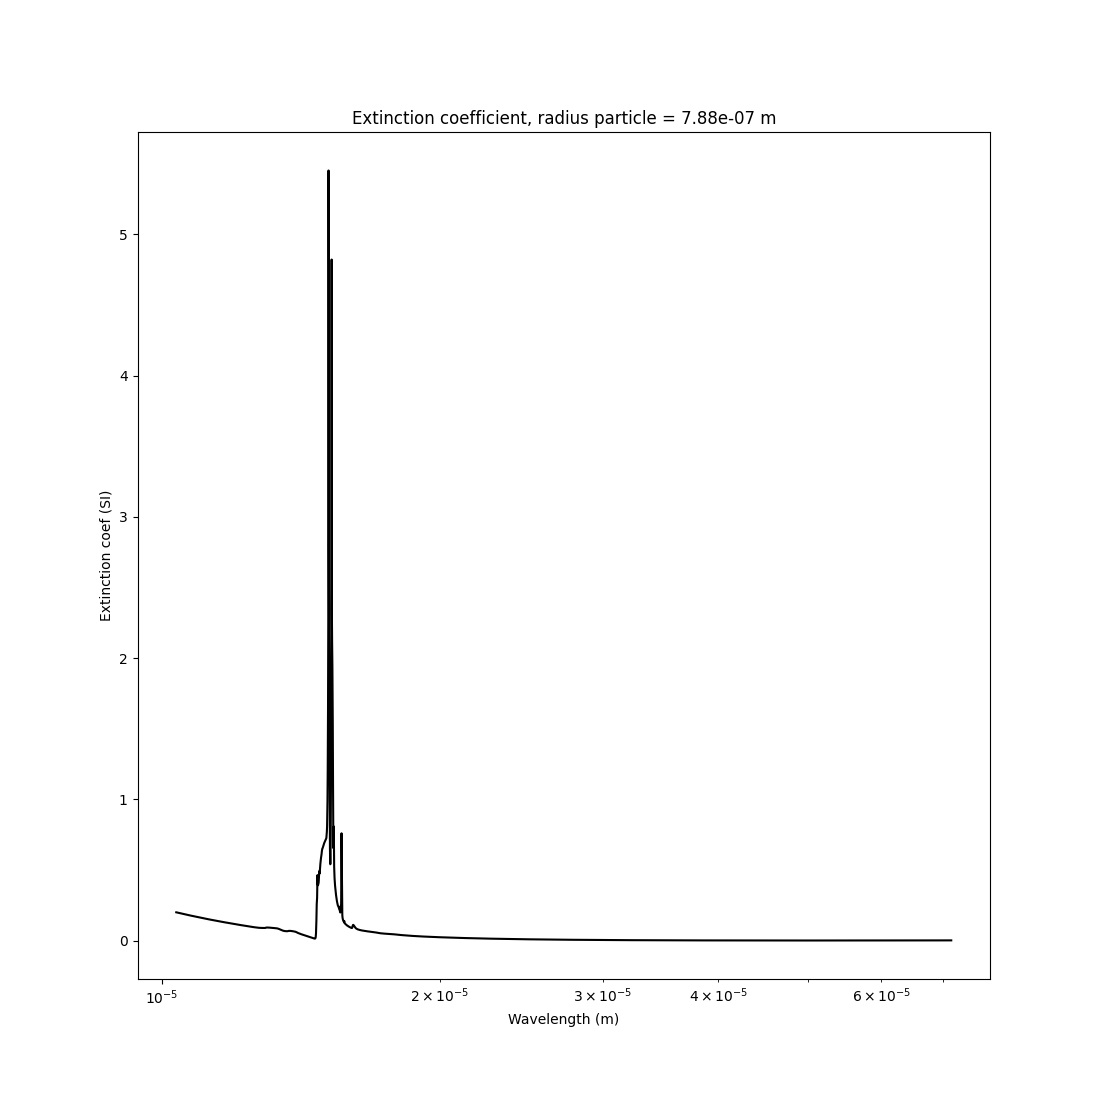 Extinction coefficient, radius particle = 7.88e-07 m
Extinction coef (SI)
5
4
3
2
1
0
10⁻⁵
2 × 10⁻⁵
3 × 10⁻⁵
4 × 10⁻⁵
6 × 10⁻⁵
Wavelength (m)